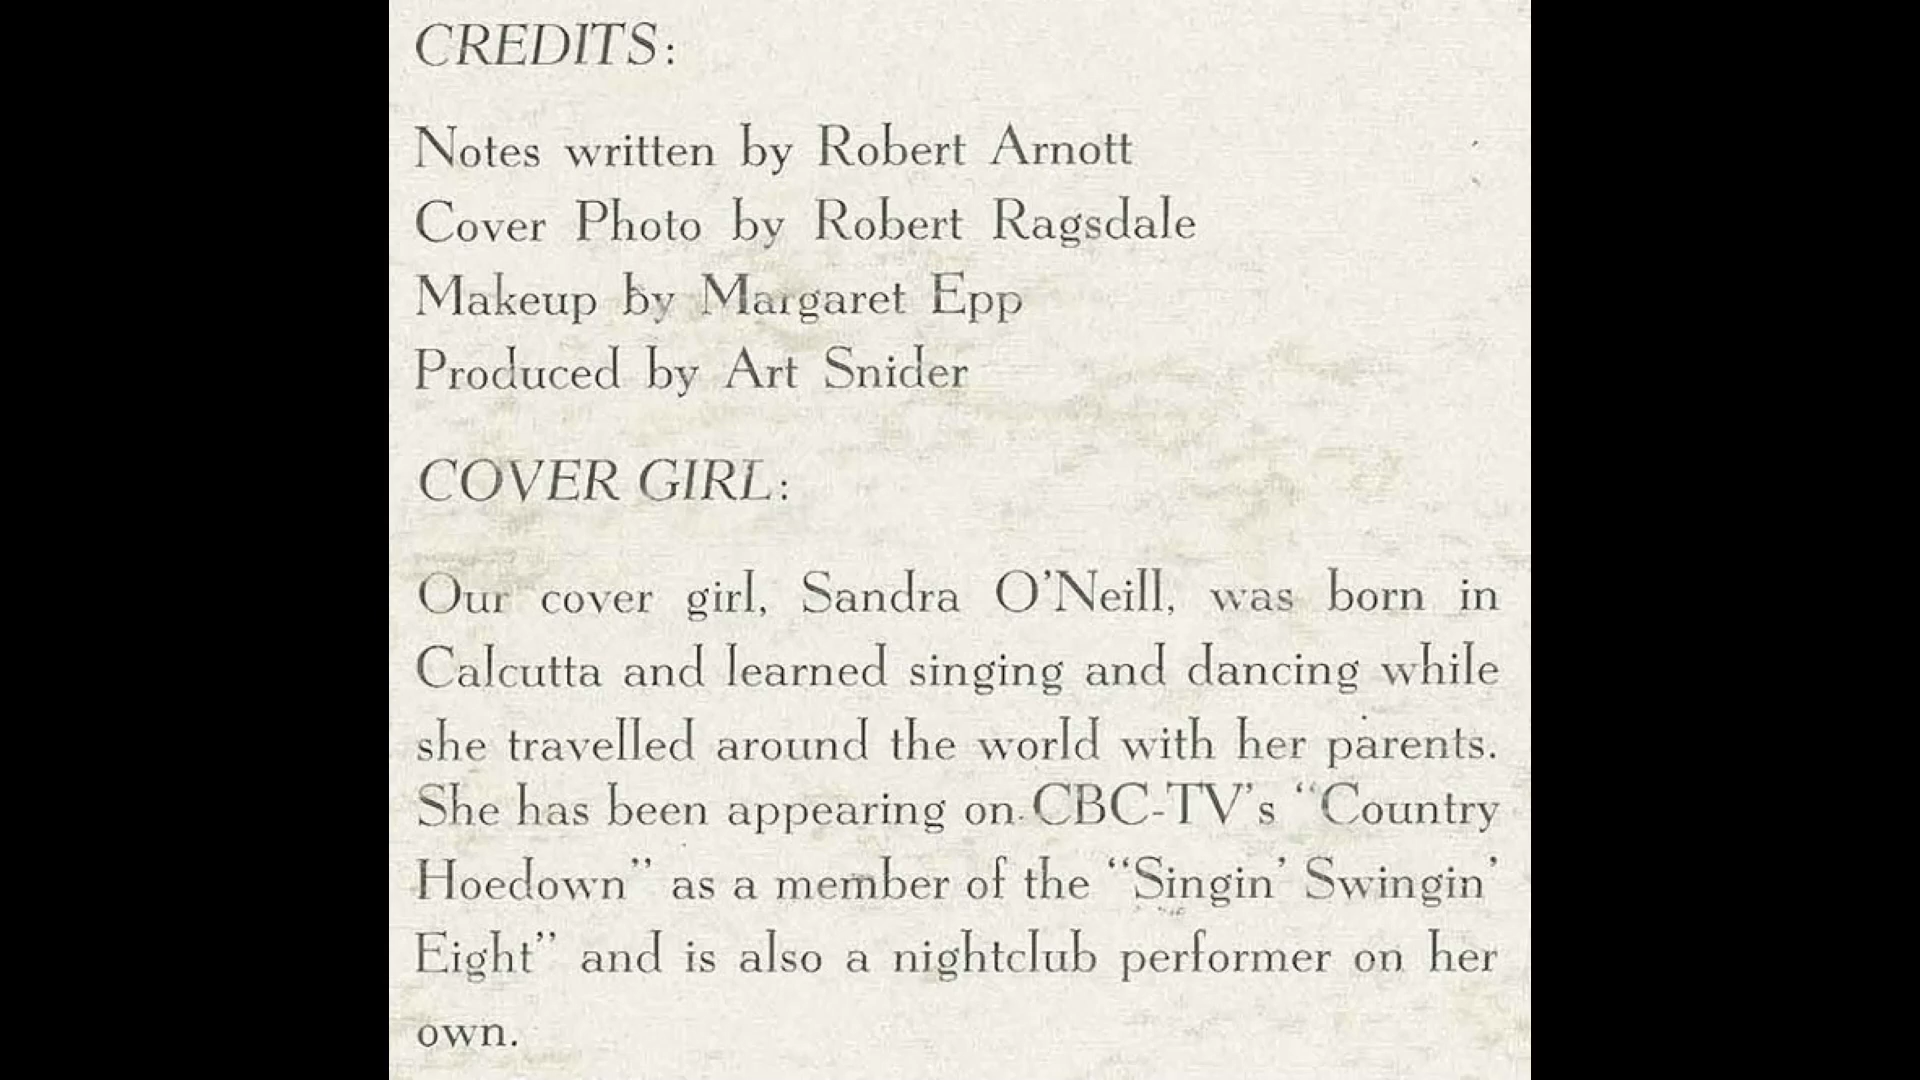 CREDITS:
Notes written by Robert Arnott
Cover Photo by Robert Ragsdale
Makeup by Margaret Epp
Produced by Art Snider
COVER GIRL:
Our cover girl, Sandra O'Neill, was born in
Calcutta and learned singing and dancing while
she travelled around the world with her parents.
She has been appearing on CBC-TV's "Country
Hoedown" as a member of the "Singin' Swingin'
Eight" and is also a nightclub performer on her
own.